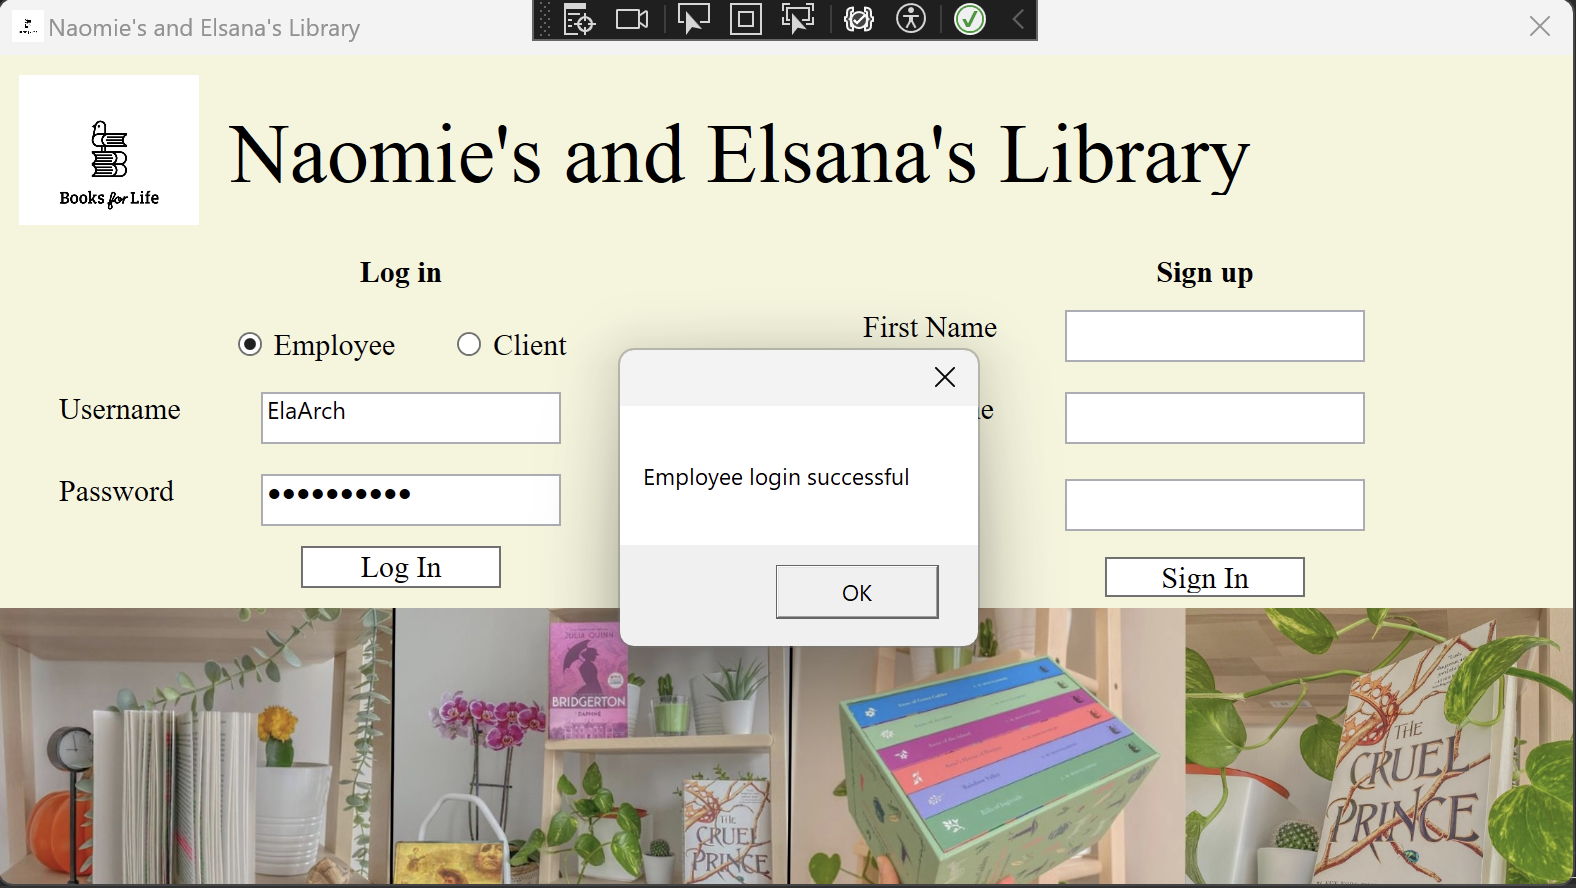 Naomie's and Elsana's Library
Books for Life
Naomie's and Elsana's Library
Log in
Employee
Client
Username
ElaArch
Password
●●●●●●●●●●
Log In
Sign up
First Name
Sign In
Employee login successful
OK
JULIA QUINN
BRIDGERTON
DAPHNE
THE
CRUEL
PRINCE
Rainbow Valley
THE
CRUEL
PRINCE